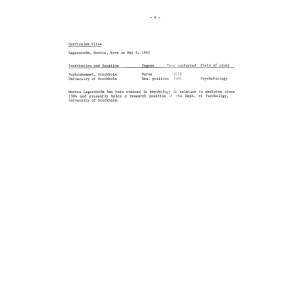 - 8 -
Curriculum Vitae
Lagerström, Monica, Born on May 4, 1945
Institution and location Degree Year conferred Field of study
Sophiahemmet, Stockholm Nurse
University of Stockholm Res. position Psychobiology
Monica Lagerström has been trained in psychology in relation to medicine since
1984 and presently holds a research position at the Dept. of Psychology,
University of Stockholm.